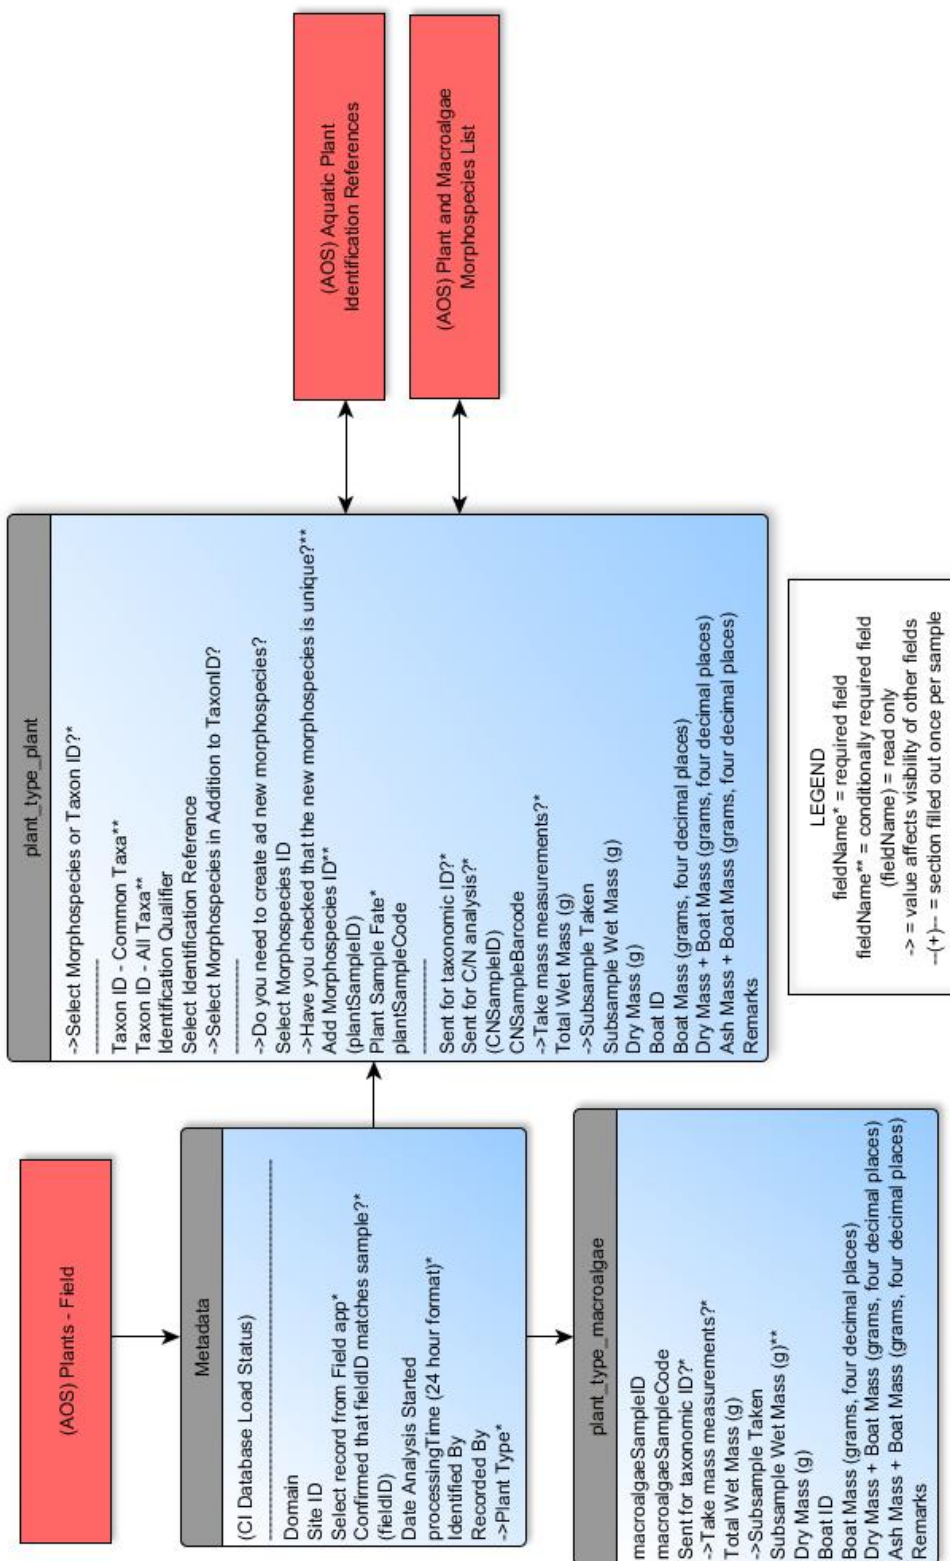 (AOS) Plants - Field
Metadata
(CI Database Load Status)
Domain
Site ID
Select record from Field app*
Confirmed that fieldID matches sample?*
(fieldID)
Date Analysis Started
processingTime (24 hour format)*
Identified By
Recorded By
->Plant Type*
plant_type_macroalgae
macroalgaeSampleID
macroalgaeSampleCode
Sent for taxonomic ID?*
->Take mass measurements?*
Total Wet Mass (g)
->Subsample Taken
Subsample Wet Mass (g)**
Dry Mass (g)
Boat ID
Boat Mass (grams, four decimal places)
Dry Mass + Boat Mass (grams, four decimal places)
Ash Mass + Boat Mass (grams, four decimal places)
Remarks
plant_type_plant
->Select Morphospecies or Taxon ID?*
Taxon ID - Common Taxa**
Taxon ID - All Taxa**
Identification Qualifier
Select Identification Reference
->Select Morphospecies in Addition to TaxonID?
->Do you need to create ad new morphospecies?
Select Morphospecies ID
->Have you checked that the new morphospecies is unique?**
Add Morphospecies ID**
(plantSampleID)
Plant Sample Fate*
plantSampleCode
Sent for taxonomic ID?*
Sent for C/N analysis?*
(CNSampleID)
CNSampleBarcode
->Take mass measurements?*
Total Wet Mass (g)
->Subsample Taken
Subsample Wet Mass (g)
Dry Mass (g)
Boat ID
Boat Mass (grams, four decimal places)
Dry Mass + Boat Mass (grams, four decimal places)
Ash Mass + Boat Mass (grams, four decimal places)
Remarks
(AOS) Aquatic Plant
Identification References
(AOS) Plant and Macroalgae
Morphospecies List
LEGEND
fieldName* = required field
fieldName** = conditionally required field
(fieldName) = read only
-> = value affects visibility of other fields
--(+)-- = section filled out once per sample